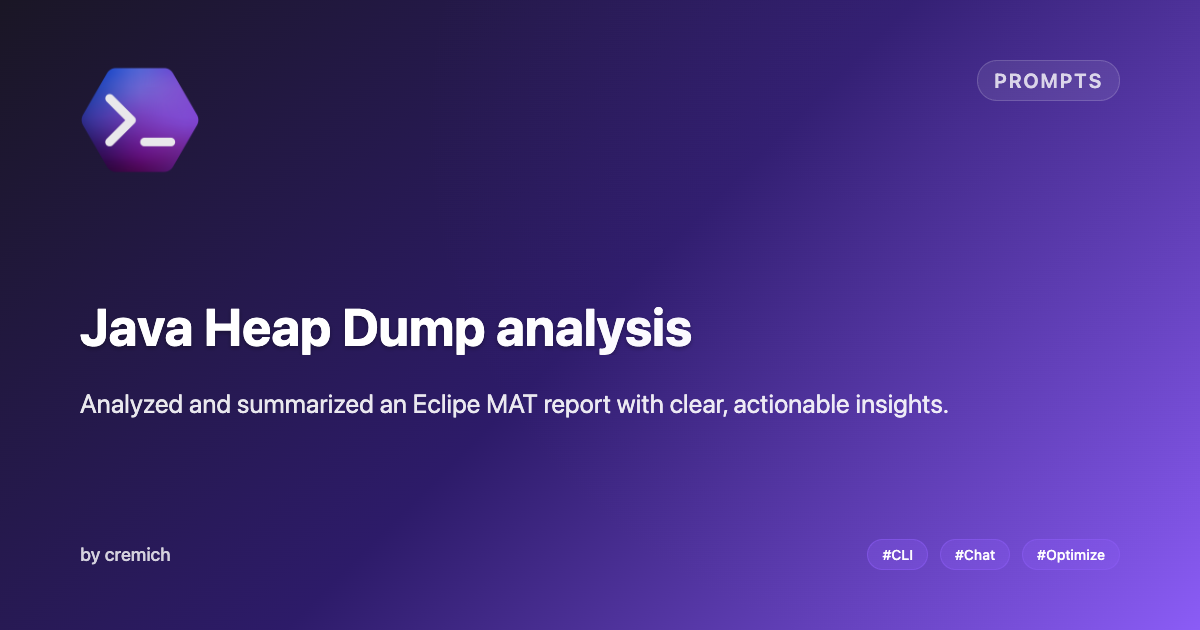 PROMPTS
Java Heap Dump analysis
Analyzed and summarized an Eclipe MAT report with clear, actionable insights.
by cremich
#CLI
#Chat
#Optimize